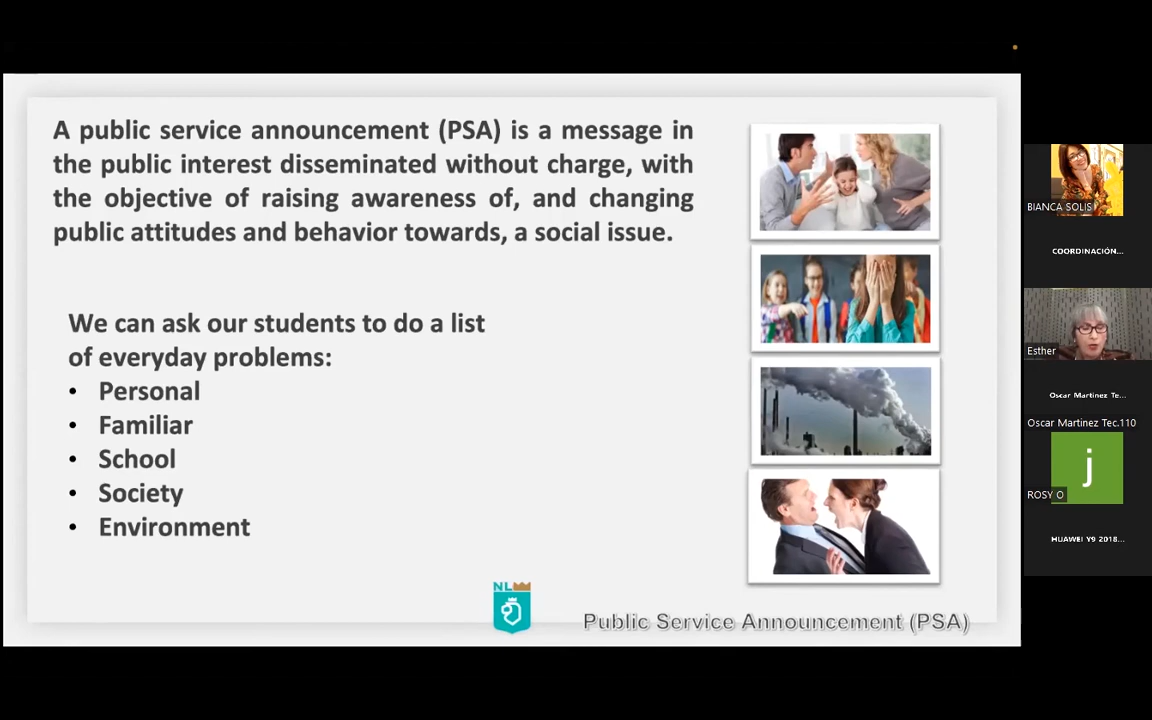 A public service announcement (PSA) is a message in
the public interest disseminated without charge, with
the objective of raising awareness of, and changing
public attitudes and behavior towards, a social issue.
We can ask our students to do a list
of everyday problems:
• Personal
• Familiar
• School
• Society
• Environment
NL
Public Service Announcement (PSA)
BIANCA SOLIS
COORDINACIÓN...
Esther
Oscar Martinez Te...
Oscar Martinez Tec.110
j
ROSY O
HUAWEI Y9 2018...